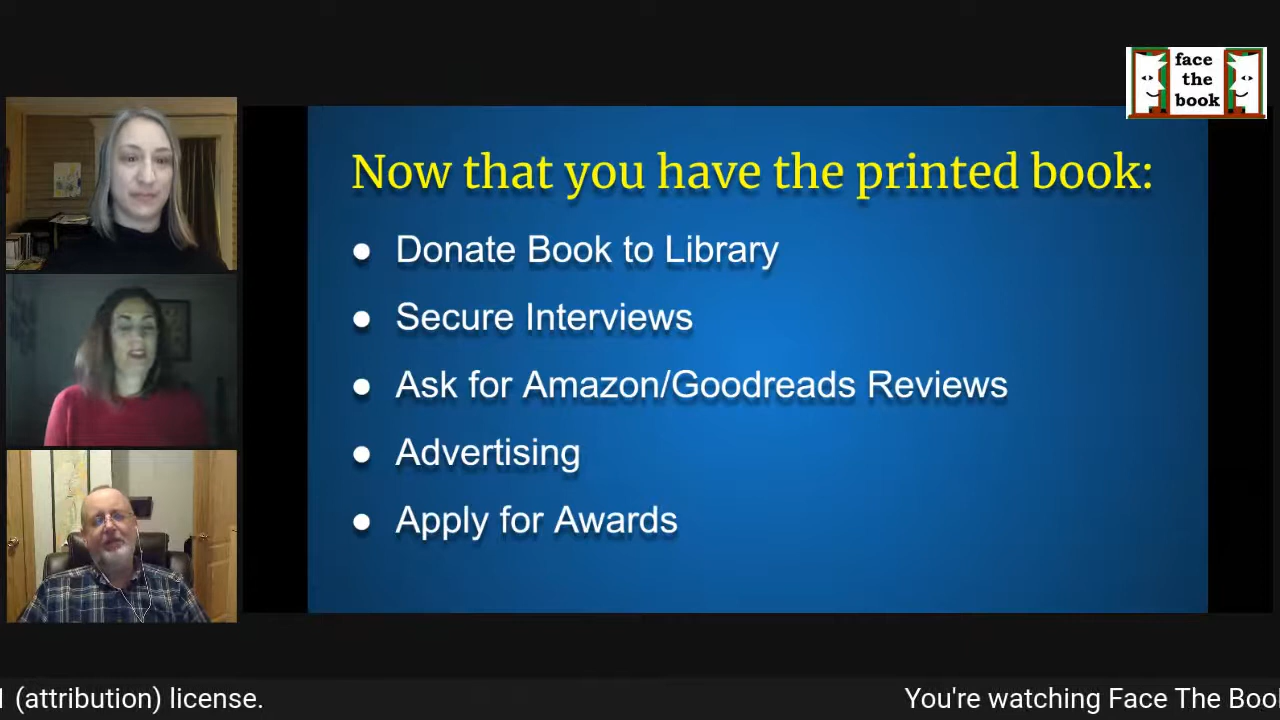 face
the
book
Now that you have the printed book:
● Donate Book to Library
● Secure Interviews
● Ask for Amazon/Goodreads Reviews
● Advertising
● Apply for Awards
(attribution) license.
You're watching Face The Boo